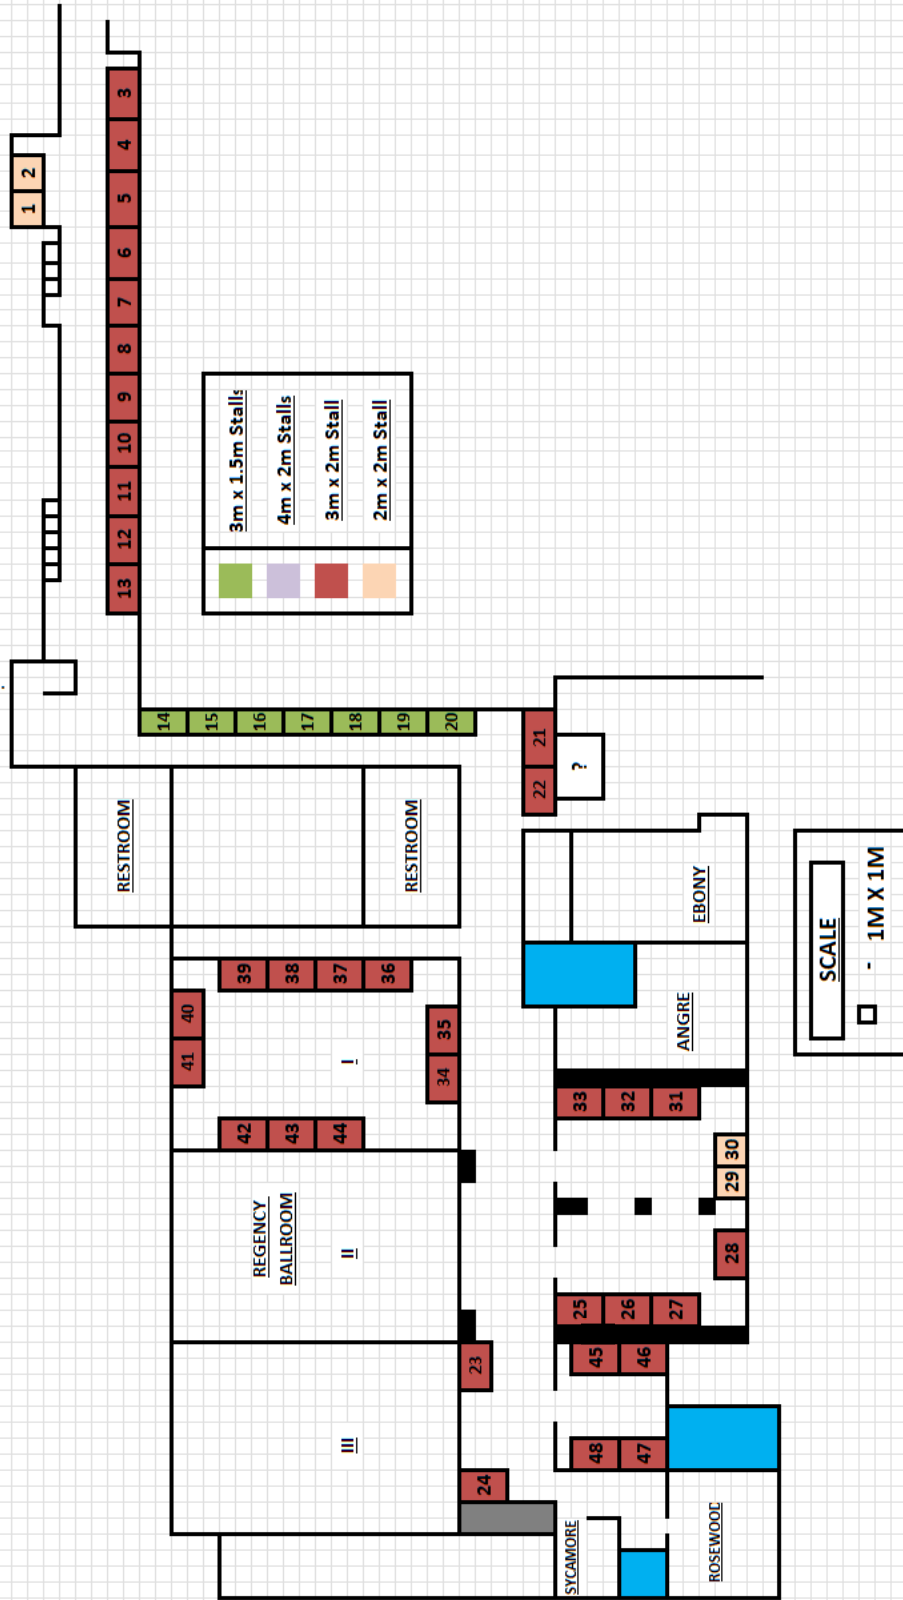 1
2
3
4
5
6
7
8
9
10
11
12
13
3m x 1.5m Stalls
4m x 2m Stalls
3m x 2m Stall
2m x 2m Stall
14
15
16
17
18
19
20
21
22
?
RESTROOM
RESTROOM
EBONY
SCALE
- 1M X 1M
ANGRE
39
38
37
36
40
41
I
35
34
42
43
44
33
32
31
30
29
28
REGENCY
BALLROOM
II
25
26
27
23
45
46
III
48
47
24
SYCAMORE
ROSEWOOD